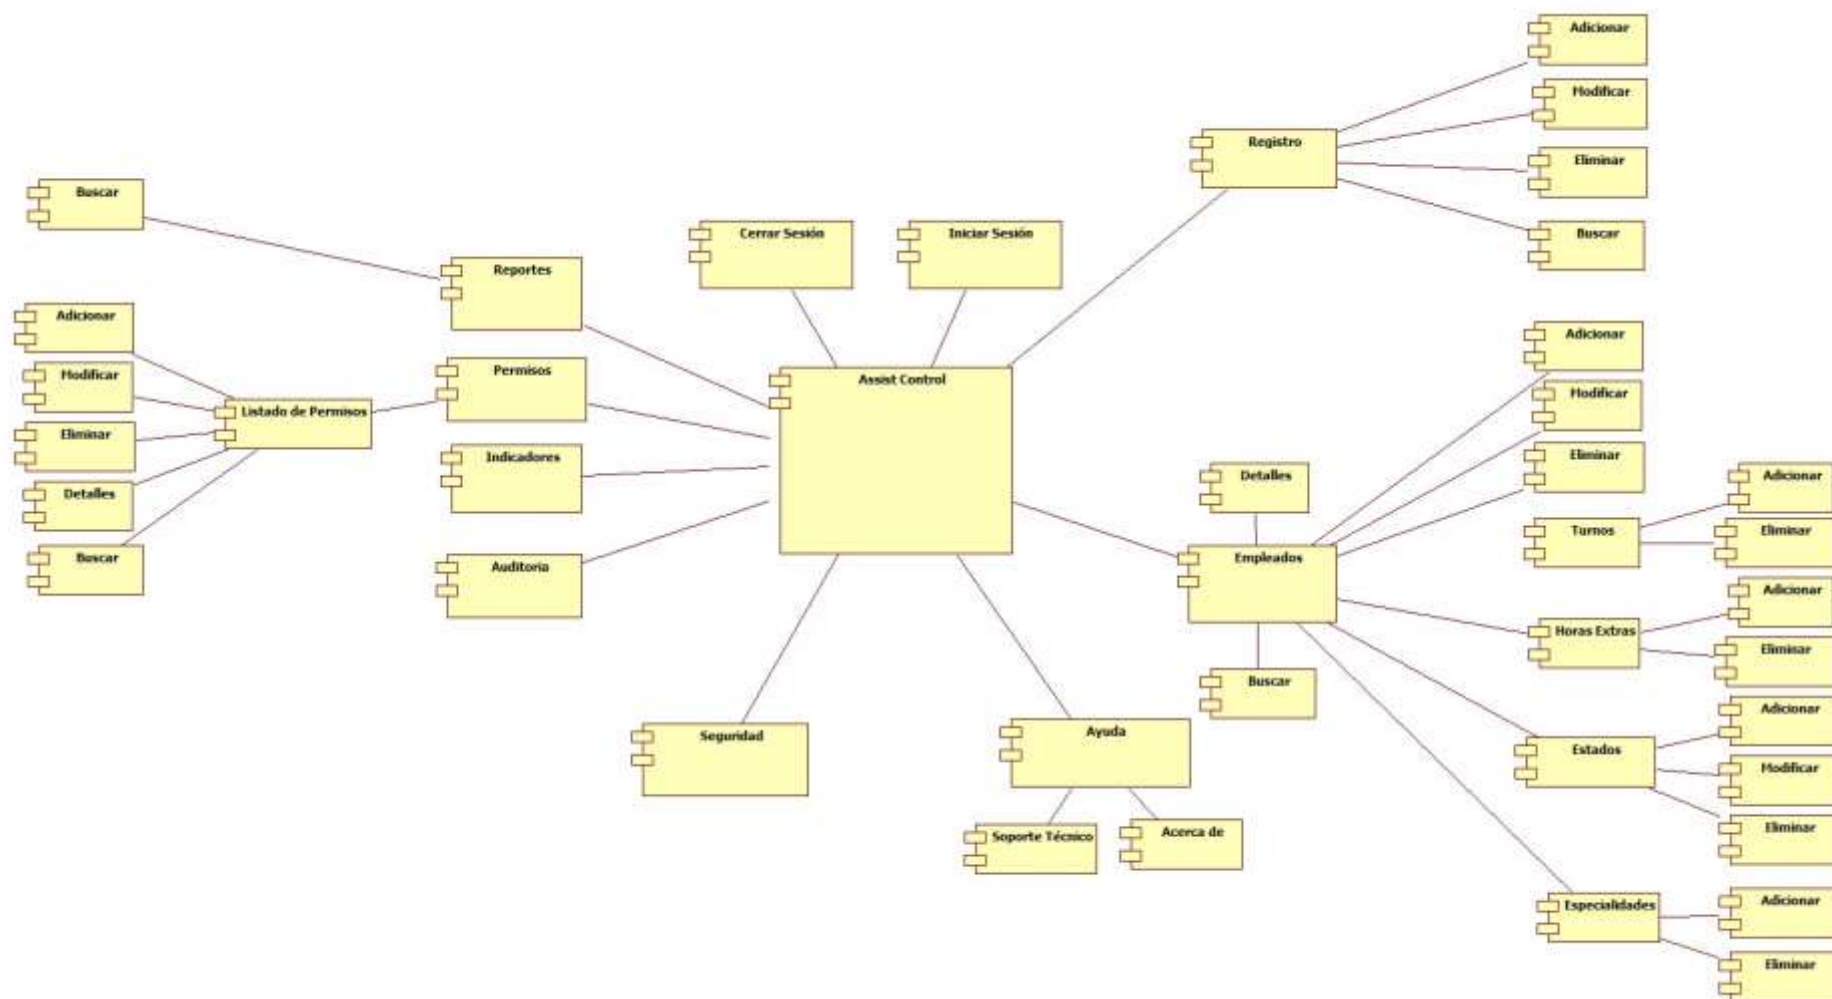 Adicionar
Modificar
Registro
Eliminar
Buscar
Buscar
Cerrar Sesión
Iniciar Sesión
Reportes
Adicionar
Modificar
Eliminar
Detalles
Buscar
Listado de Permisos
Permisos
Indicadores
Auditoria
Assist Control
Adicionar
Modificar
Eliminar
Detalles
Empleados
Buscar
Turnos
Adicionar
Eliminar
Horas Extras
Adicionar
Eliminar
Estados
Adicionar
Modificar
Eliminar
Especialidades
Adicionar
Eliminar
Seguridad
Ayuda
Soporte Técnico
Acerca de